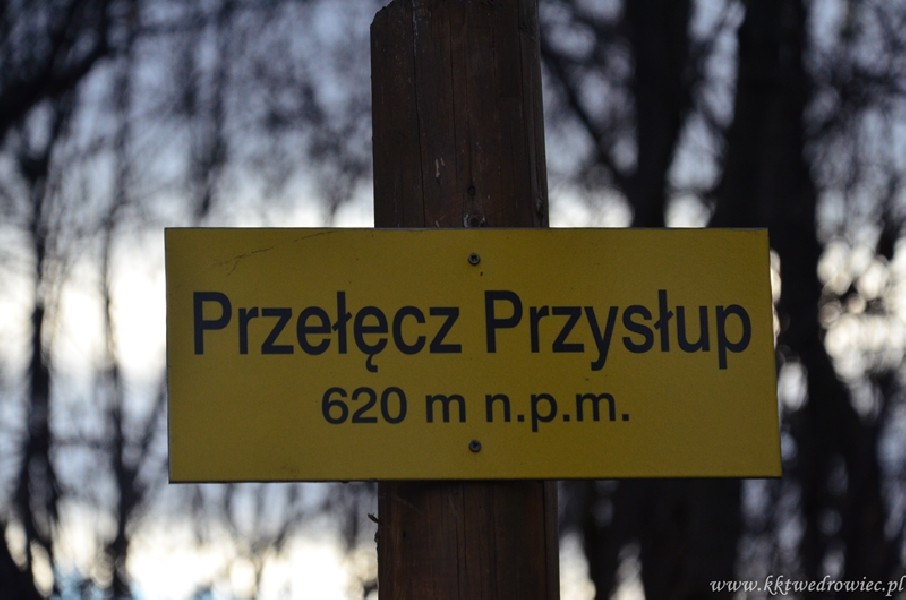 Przełęcz Przysłup
620 m n.p.m.
www.kktwedrowiec.pl